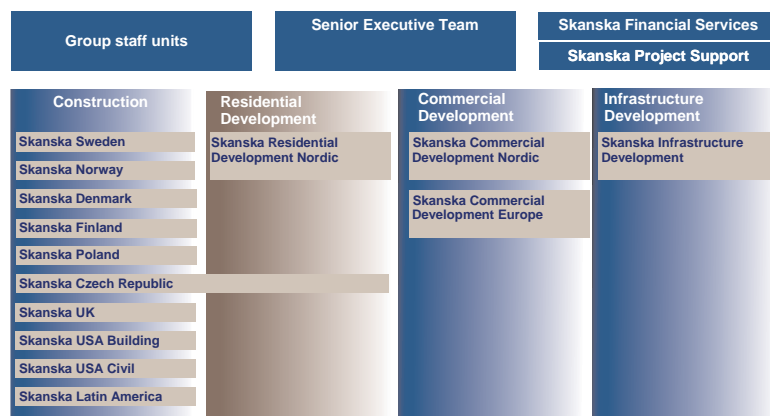 Group staff units
Senior Executive Team
Skanska Financial Services
Skanska Project Support
Construction
Skanska Sweden
Skanska Norway
Skanska Denmark
Skanska Finland
Skanska Poland
Skanska Czech Republic
Skanska UK
Skanska USA Building
Skanska USA Civil
Skanska Latin America
Residential
Development
Skanska Residential
Development Nordic
Commercial
Development
Skanska Commercial
Development Nordic
Skanska Commercial
Development Europe
Infrastructure
Development
Skanska Infrastructure
Development